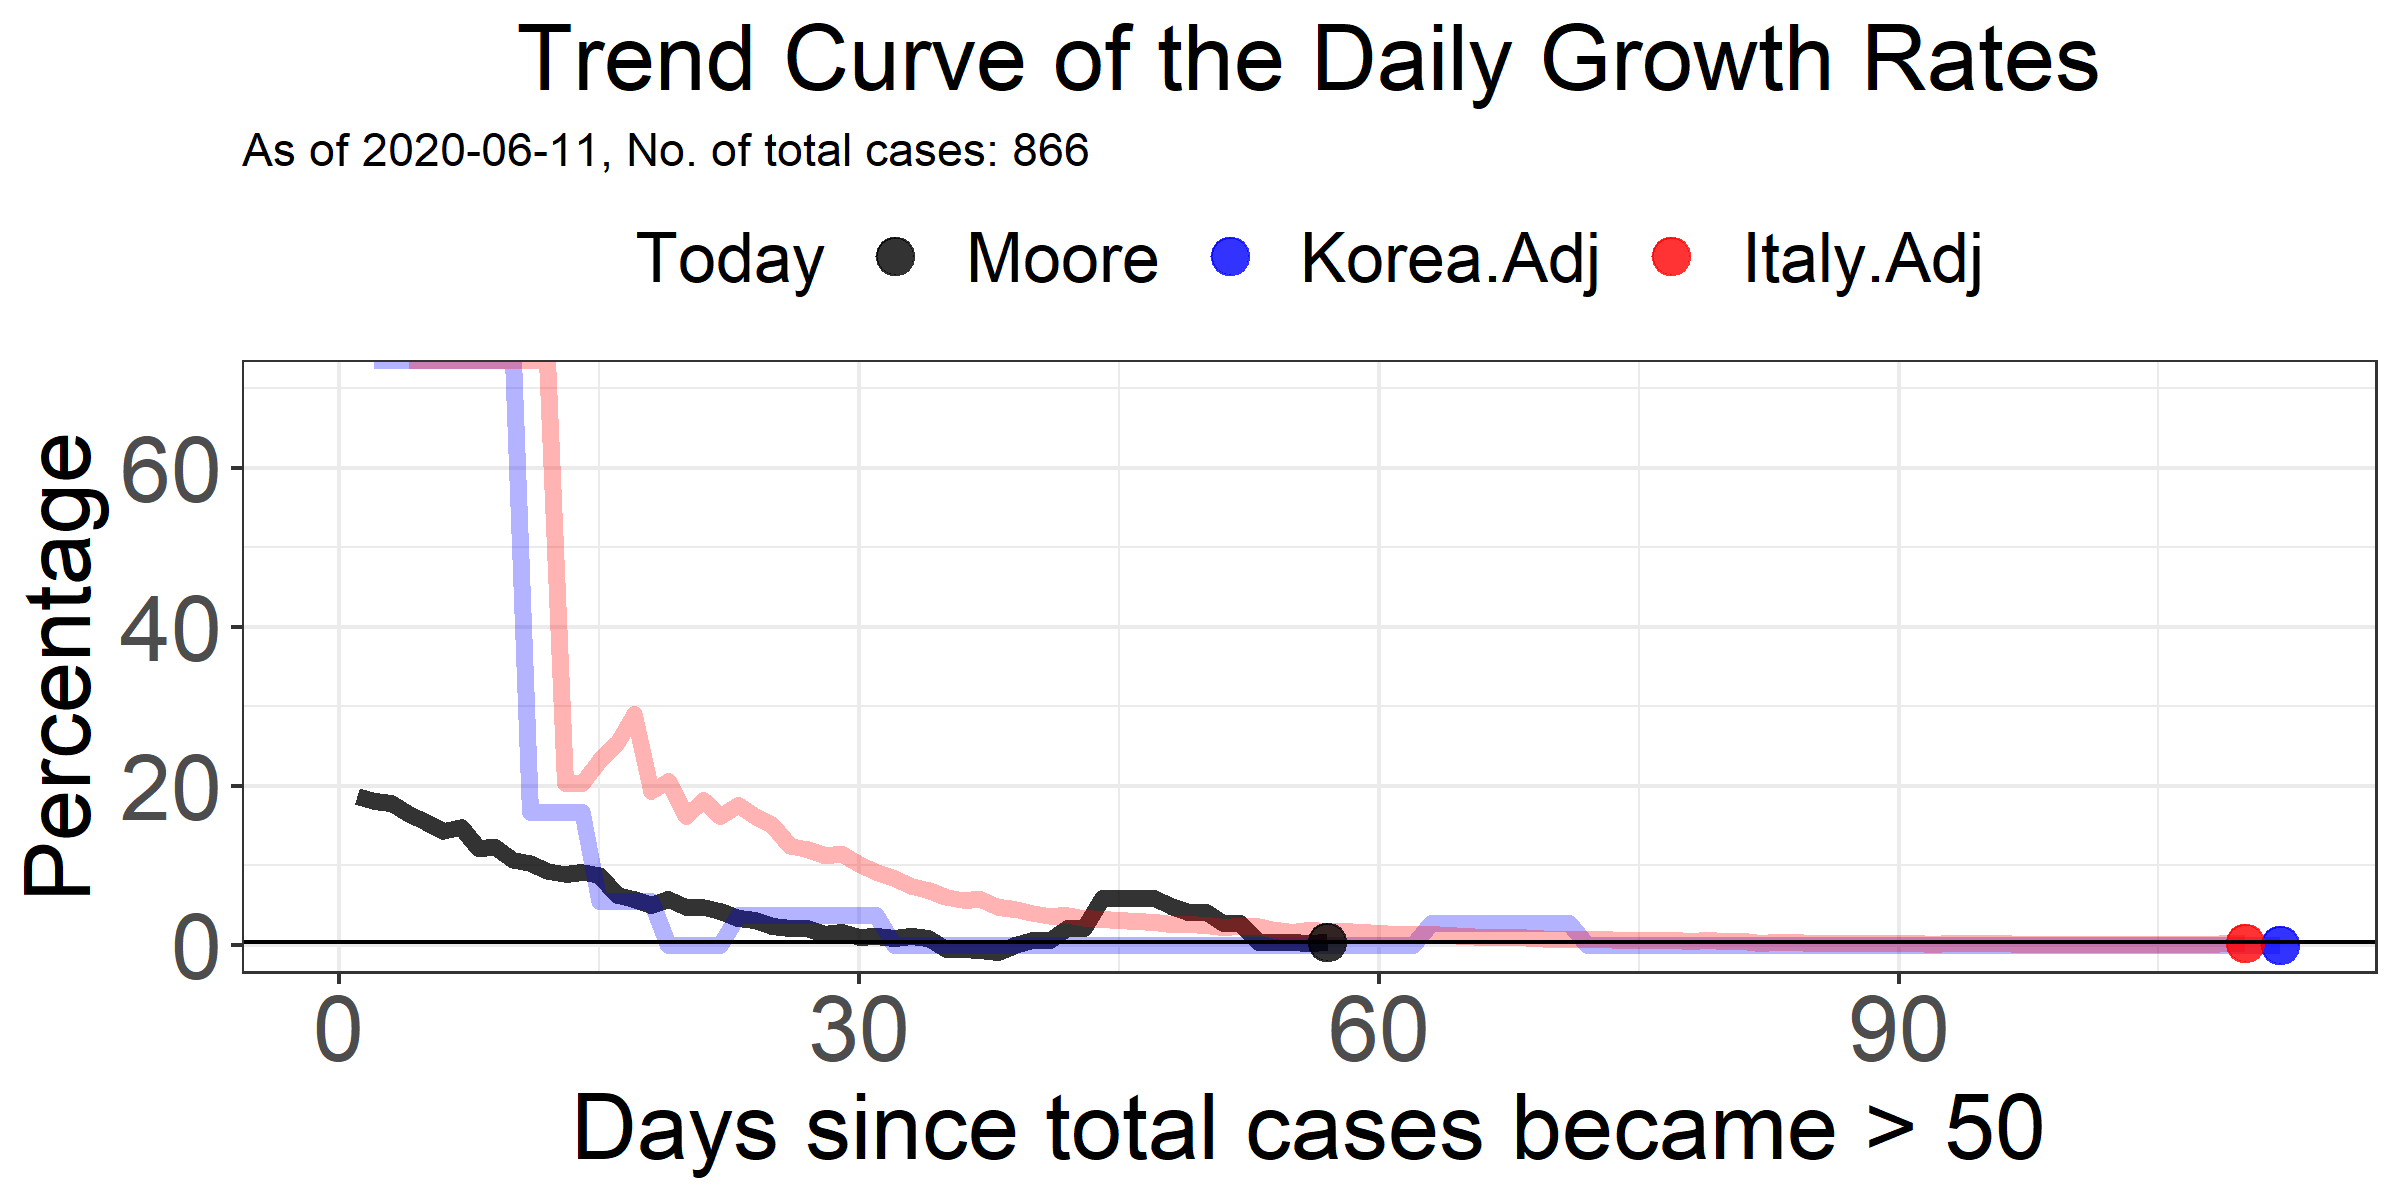 Trend Curve of the Daily Growth Rates
As of 2020-06-11, No. of total cases: 866
Today Moore Korea.Adj Italy.Adj
Percentage
60
40
20
0
0 30 60 90
Days since total cases became > 50